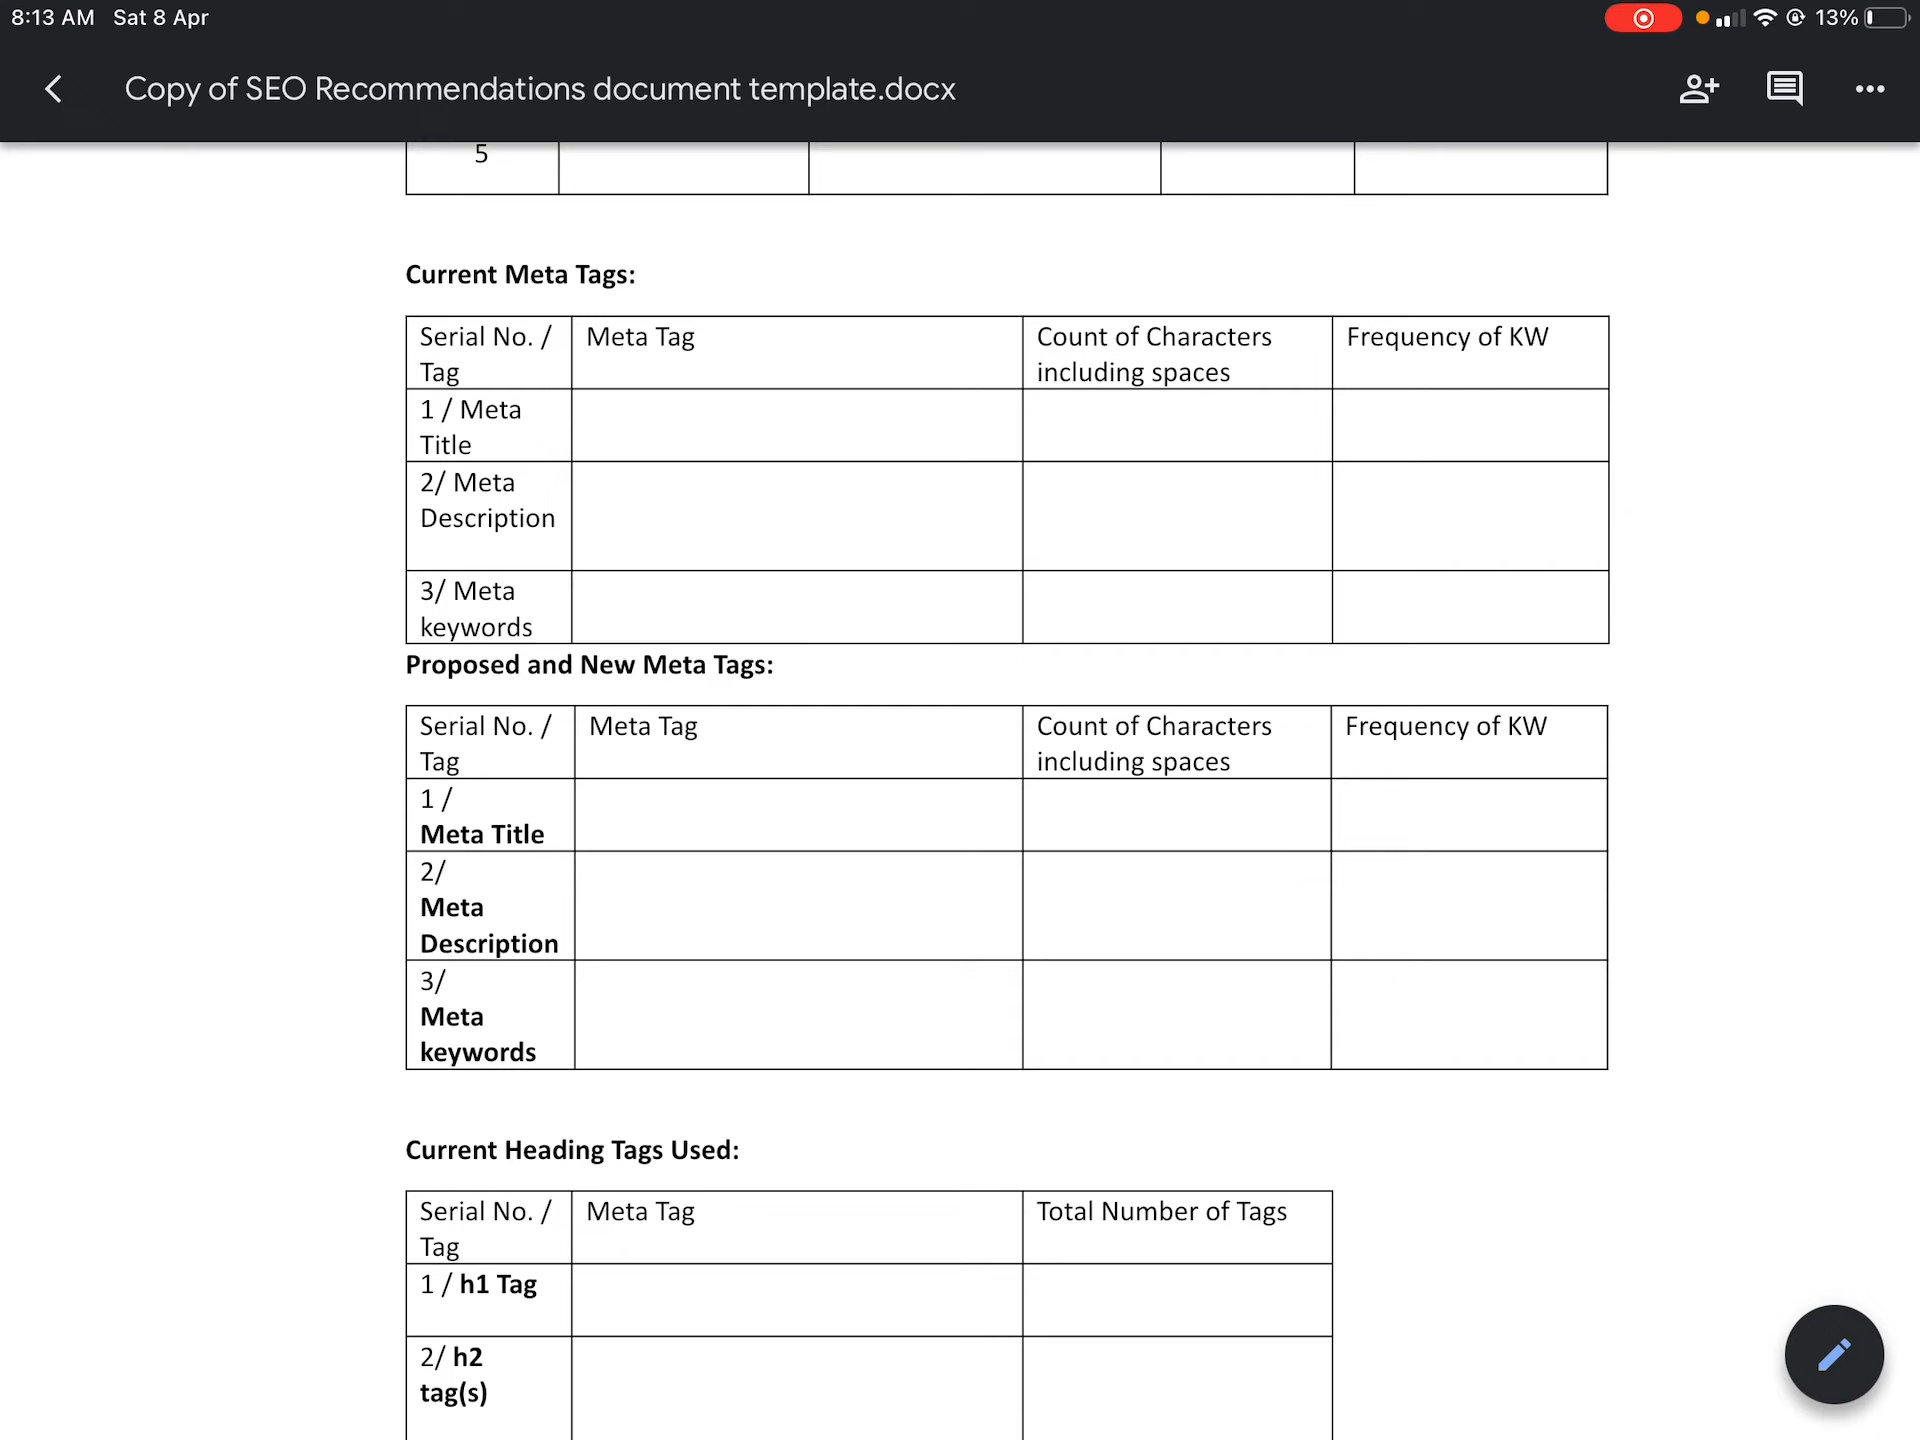 8:13 AM Sat 8 Apr 13%
Copy of SEO Recommendations document template.docx
5
Current Meta Tags:
Serial No. / Meta Tag Count of Characters Frequency of KW
Tag including spaces
1 / Meta
Title
2/ Meta
Description
3/ Meta
keywords
Proposed and New Meta Tags:
Serial No. / Meta Tag Count of Characters Frequency of KW
Tag including spaces
1 /
Meta Title
2/
Meta
Description
3/
Meta
keywords
Current Heading Tags Used:
Serial No. / Meta Tag Total Number of Tags
Tag
1 / h1 Tag
2/ h2
tag(s)